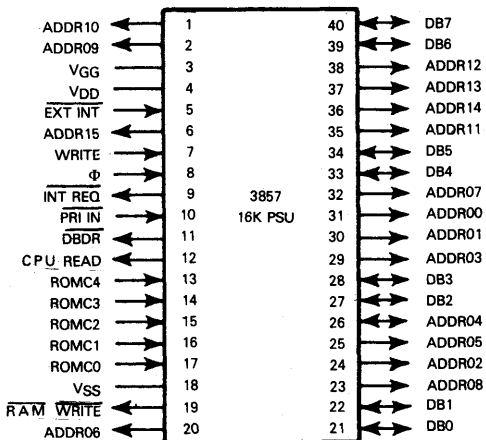 ADDR10 1 40 DB7
ADDR09 2 39 DB6
VGG 3 38 ADDR12
VDD 4 37 ADDR13
EXT INT 5 36 ADDR14
ADDR15 6 35 ADDR11
WRITE 7 34 DB5
Φ 8 33 DB4
INT REQ 9 3857 32 ADDR07
PRI IN 10 16K PSU 31 ADDR00
DBDR 11 30 ADDR01
CPU READ 12 29 ADDR03
ROMC4 13 28 DB3
ROMC3 14 27 DB2
ROMC2 15 26 ADDR04
ROMC1 16 25 ADDR05
ROMC0 17 24 ADDR02
VSS 18 23 ADDR08
RAM WRITE 19 22 DB1
ADDR06 20 21 DB0